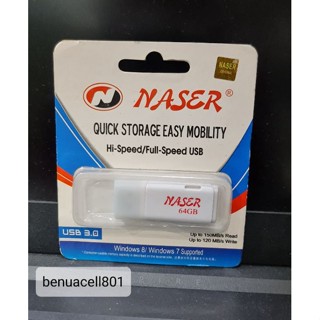 NASER
NASER®
QUICK STORAGE EASY MOBILITY
Hi-Speed/Full-Speed USB
NASER
64GB
Up to 150MB/s Read
Up to 120 MB/s Write
USB 3.0
Windows 8/ Windows 7 Supported
benuacell801